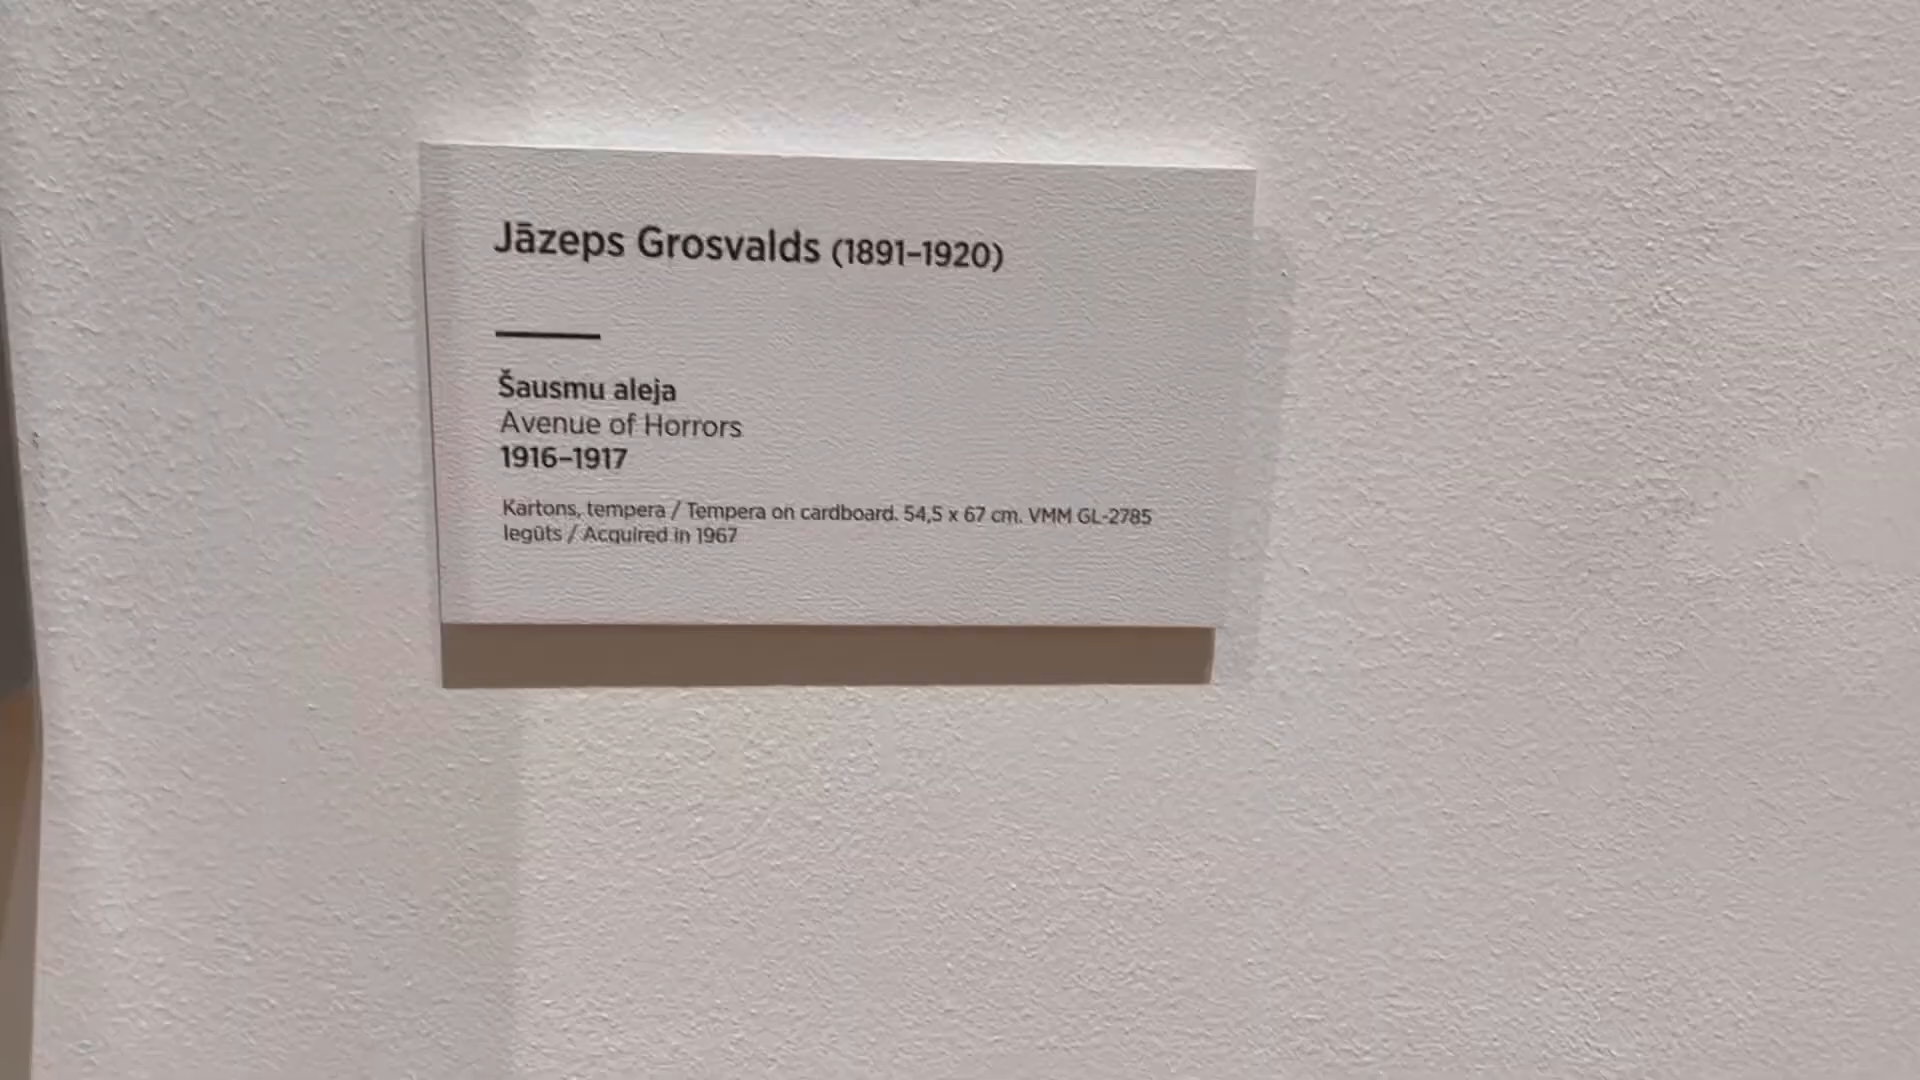 Jāzeps Grosvalds (1891–1920)
Šausmu aleja
Avenue of Horrors
1916–1917
Kartons, tempera / Tempera on cardboard. 54,5 x 67 cm. VMM GL-2785
Iegūts / Acquired in 1967